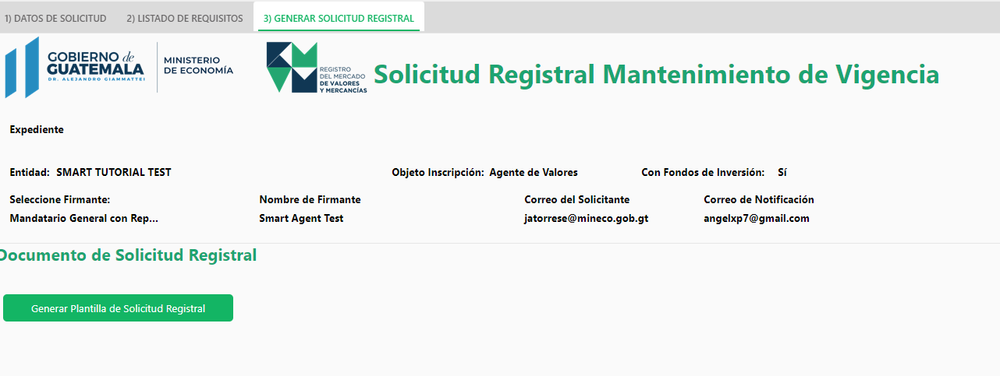 1) DATOS DE SOLICITUD 2) LISTADO DE REQUISITOS 3) GENERAR SOLICITUD REGISTRAL
GOBIERNO de
GUATEMALA
DR. ALEJANDRO GIAMMATTEI
MINISTERIO
DE ECONOMÍA
REGISTRO
DEL MERCADO
DE VALORES
Y MERCANCÍAS
Solicitud Registral Mantenimiento de Vigencia
Expediente
Entidad: SMART TUTORIAL TEST Objeto Inscripción: Agente de Valores Con Fondos de Inversión: Sí
Seleccione Firmante: Nombre de Firmante Correo del Solicitante Correo de Notificación
Mandatario General con Rep... Smart Agent Test jatorrese@mineco.gob.gt angelxp7@gmail.com
Documento de Solicitud Registral
Generar Plantilla de Solicitud Registral